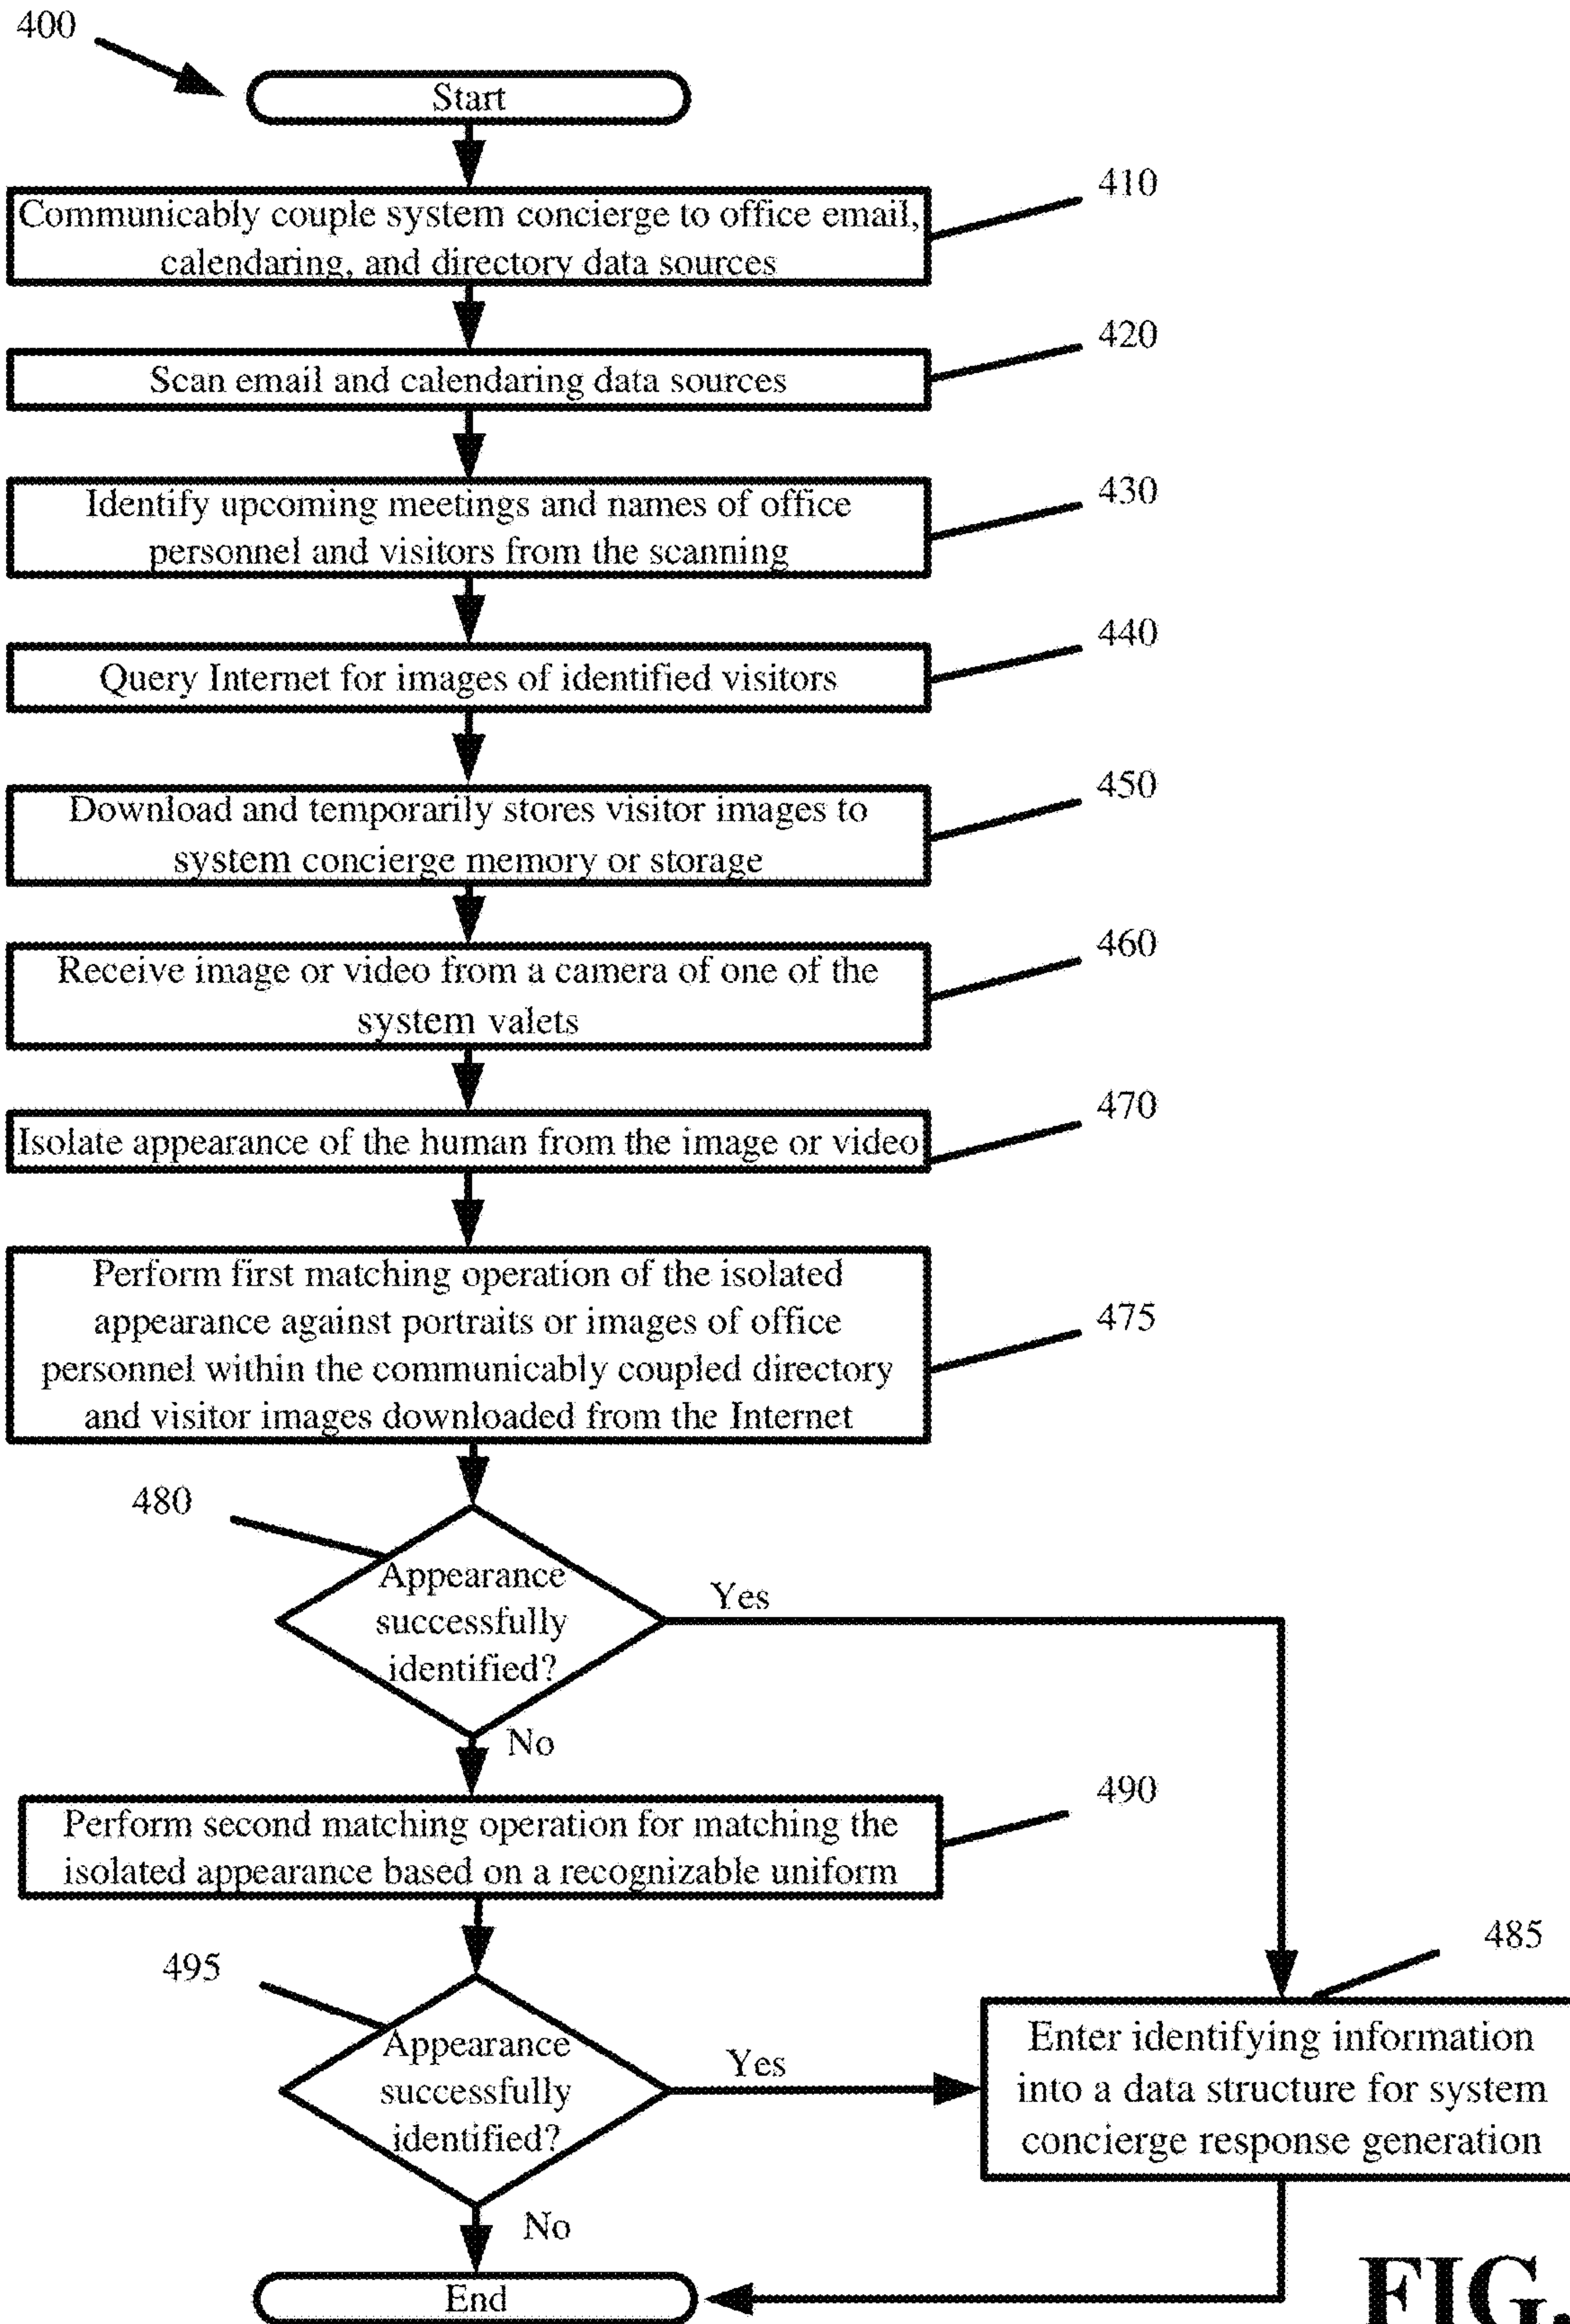 400
Start
410
Communicably couple system concierge to office email,
calendaring, and directory data sources
420
Scan email and calendaring data sources
430
Identify upcoming meetings and names of office
personnel and visitors from the scanning
440
Query Internet for images of identified visitors
450
Download and temporarily stores visitor images to
system concierge memory or storage
460
Receive image or video from a camera of one of the
system valets
470
Isolate appearance of the human from the image or video
475
Perform first matching operation of the isolated
appearance against portraits or images of office
personnel within the communicably coupled directory
and visitor images downloaded from the Internet
480
Appearance
successfully
identified?
Yes
No
490
Perform second matching operation for matching the
isolated appearance based on a recognizable uniform
495
Appearance
successfully
identified?
Yes
No
485
Enter identifying information
into a data structure for system
concierge response generation
End
FIG.